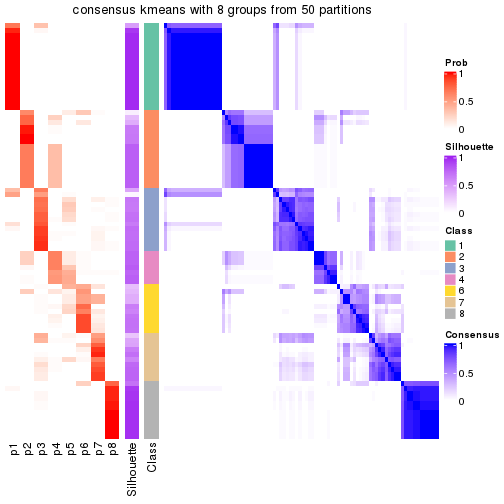 consensus kmeans with 8 groups from 50 partitions
Prob
1
0.5
0
Silhouette
1
0.5
0
Class
1
2
3
4
6
7
8
Consensus
1
0.5
0
p1
p2
p3
p4
p5
p6
p7
p8
Silhouette
Class